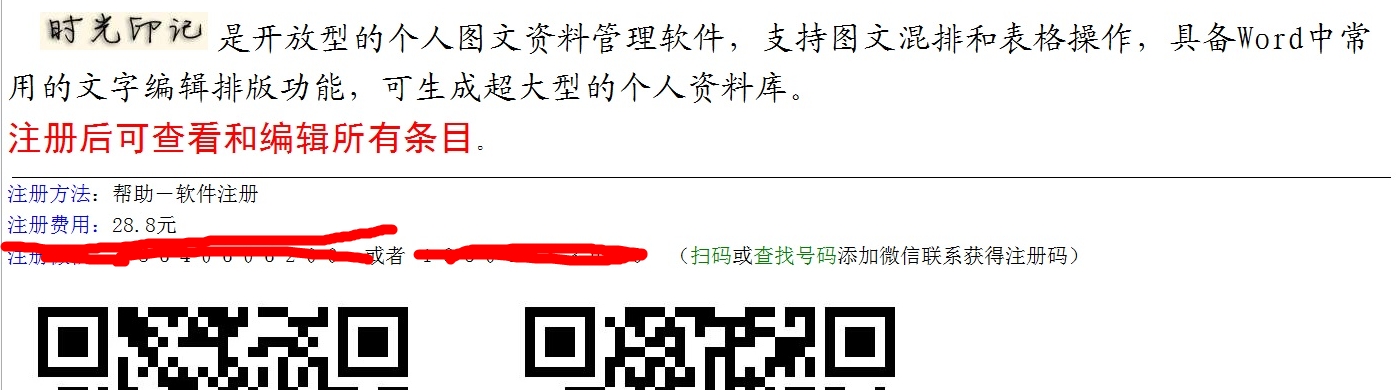 时光印记 是开放型的个人图文资料管理软件，支持图文混排和表格操作，具备Word中常
用的文字编辑排版功能，可生成超大型的个人资料库。
注册后可查看和编辑所有条目。
注册方法：帮助－软件注册
注册费用：28.8元
注册 或者 （扫码或查找号码添加微信联系获得注册码）